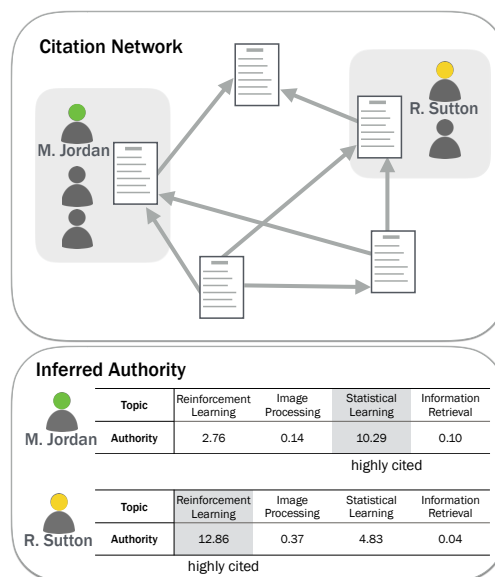 Citation Network
R. Sutton
M. Jordan
Inferred Authority
Topic Reinforcement Learning Image Processing Statistical Learning Information Retrieval
M. Jordan Authority 2.76 0.14 10.29 0.10
highly cited
Topic Reinforcement Learning Image Processing Statistical Learning Information Retrieval
R. Sutton Authority 12.86 0.37 4.83 0.04
highly cited